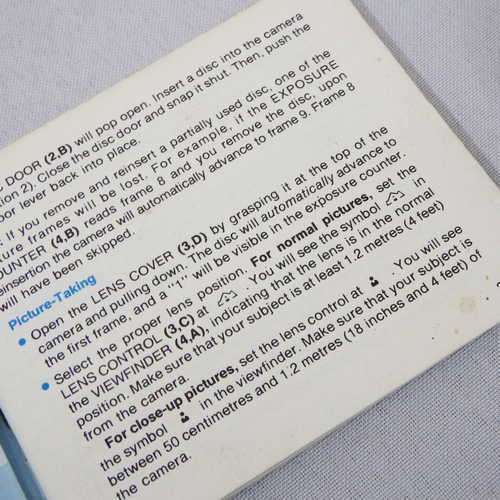 DOOR (2,B) will pop open. Insert a disc into the camera
tion 2). Close the disc door and snap it shut. Then, push the
oor lever back into place.
If you remove and reinsert a partially used disc, one of the
ture frames will be lost. For example, if the EXPOSURE
OUNTER (4,B) reads frame 8 and you remove the disc, upon
einsertion the camera will automatically advance to frame 9. Frame 8
will have been skipped.
Picture-Taking
• Open the LENS COVER (3,D) by grasping it at the top of the
camera and pulling down. The disc will automatically advance to
the first frame, and a "1" will be visible in the exposure counter.
• Select the proper lens position. For normal pictures, set the
LENS CONTROL (3,C) at . You will see the symbol in
the VIEWFINDER (4,A), indicating that the lens is in the normal
position. Make sure that your subject is at least 1.2 metres (4 feet)
from the camera.
For close-up pictures, set the lens control at . You will see
the symbol in the viewfinder. Make sure that your subject is
between 50 centimetres and 1.2 metres (18 inches and 4 feet) of
the camera.